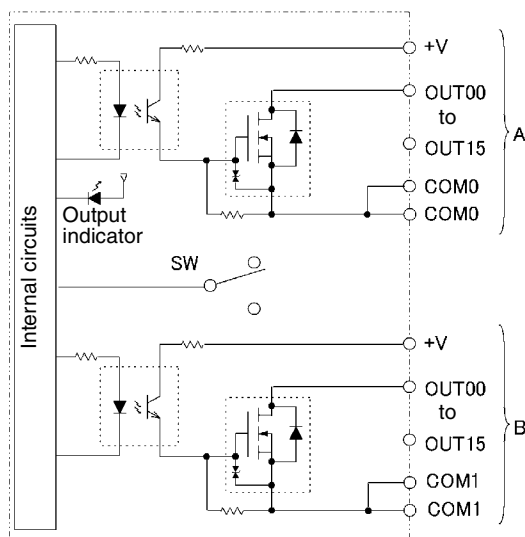 +V
OUT00
to
OUT15
COM0
COM0
A
Internal circuits
Output
indicator
SW
+V
OUT00
to
OUT15
COM1
COM1
B